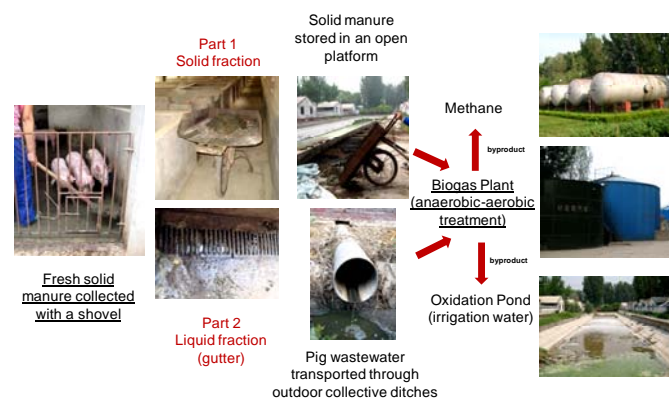 Part 1
Solid fraction
Solid manure
stored in an open
platform
Fresh solid
manure collected
with a shovel
Part 2
Liquid fraction
(gutter)
Pig wastewater
transported through
outdoor collective ditches
Methane
byproduct
Biogas Plant
(anaerobic-aerobic
treatment)
byproduct
Oxidation Pond
(irrigation water)